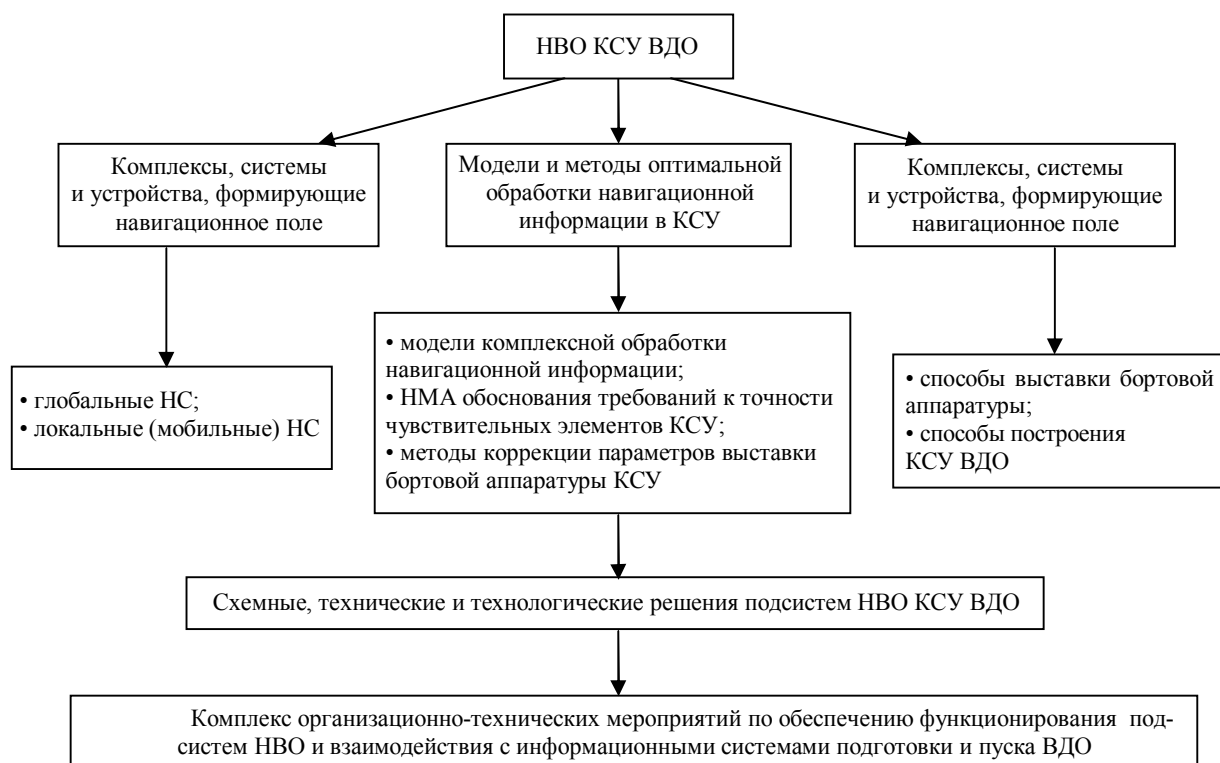 НВО КСУ ВДО
Комплексы, системы
и устройства, формирующие
навигационное поле
Модели и методы оптимальной
обработки навигационной
информации в КСУ
Комплексы, системы
и устройства, формирующие
навигационное поле
• глобальные НС;
• локальные (мобильные) НС
• модели комплексной обработки
навигационной информации;
• НМА обоснования требований к точности
чувствительных элементов КСУ;
• методы коррекции параметров выставки
бортовой аппаратуры КСУ
• способы выставки бортовой
аппаратуры;
• способы построения
КСУ ВДО
Схемные, технические и технологические решения подсистем НВО КСУ ВДО
Комплекс организационно-технических мероприятий по обеспечению функционирования под-
систем НВО и взаимодействия с информационными системами подготовки и пуска ВДО